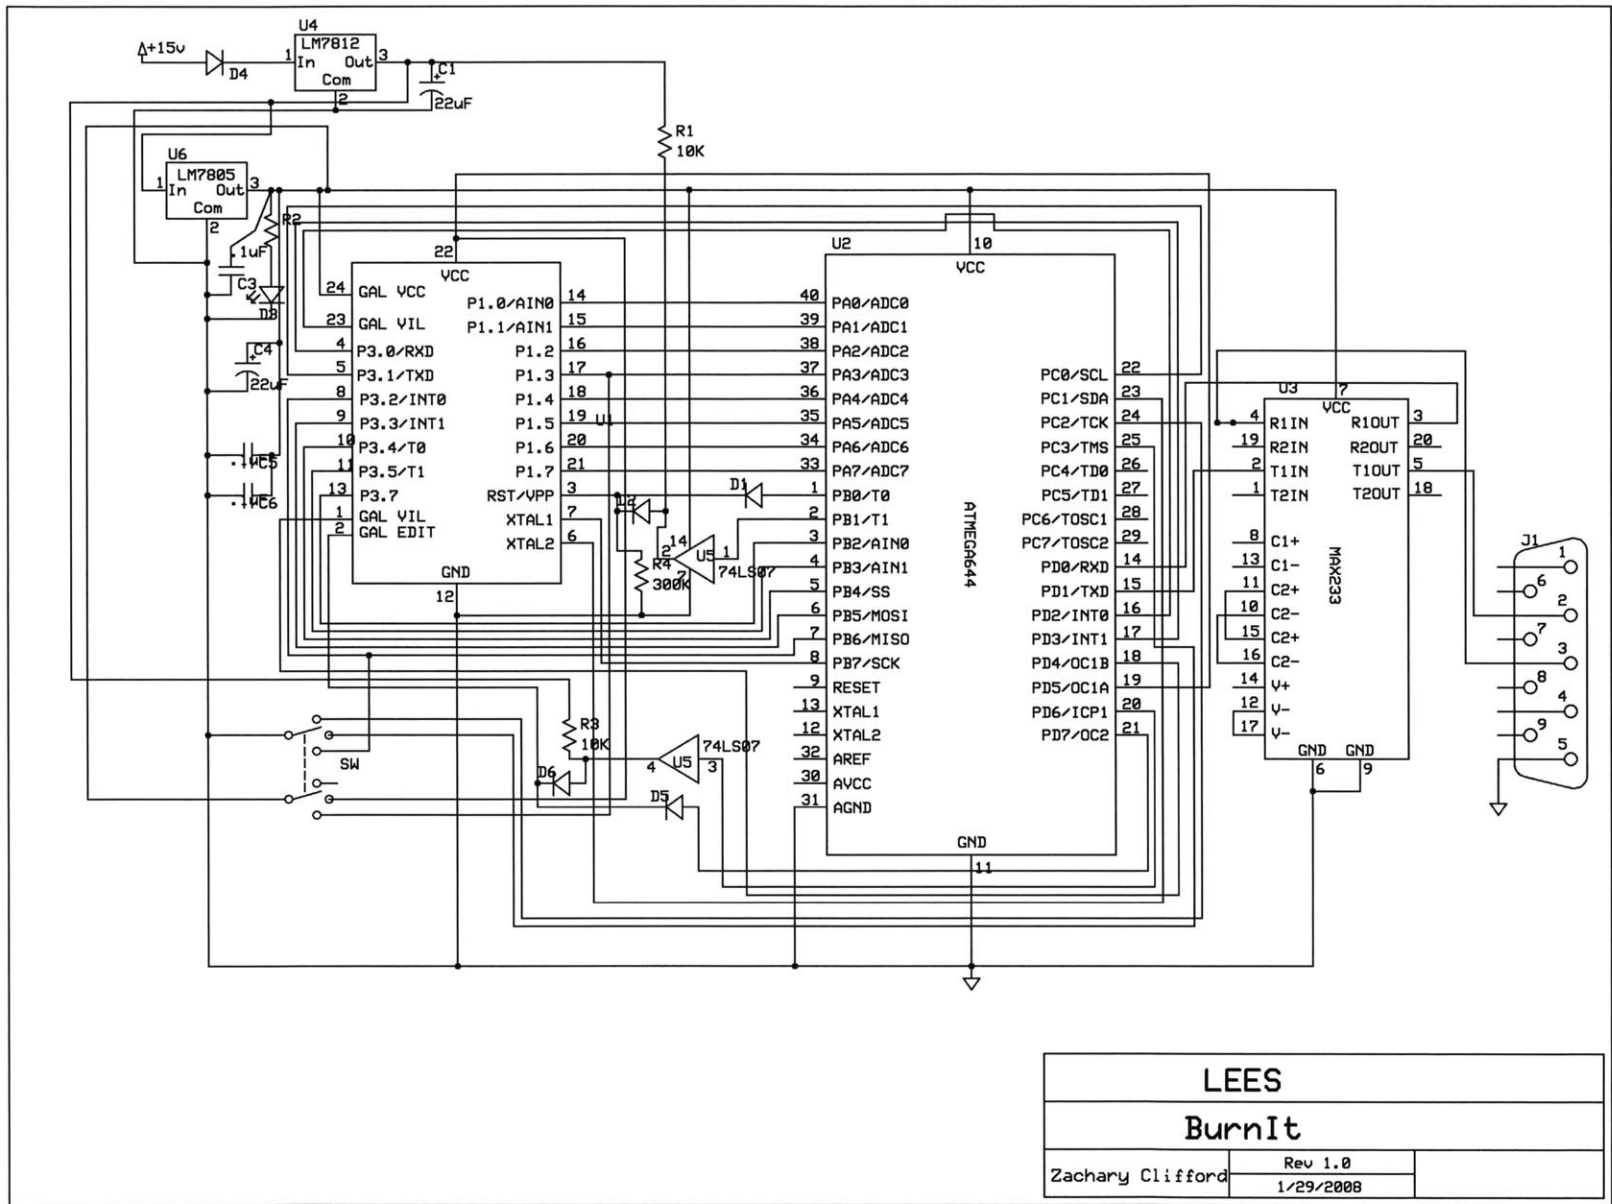 U4
+15v
LM7812
1 In Out 3
D4
Com
2
C1
+
22uF
R1
10K
U6
LM7805
1 In Out 3
Com
2
R2
.1uF
C3
D3
C4
+
22uF
.1uF C5
.1uF C6
22
VCC
24 GAL VCC
23 GAL VIL
4 P3.0/RXD
5 P3.1/TXD
8 P3.2/INT0
9 P3.3/INT1
10 P3.4/T0
11 P3.5/T1
13 P3.7
1 GAL VIL
2 GAL EDIT
P1.0/AIN0 14
P1.1/AIN1 15
P1.2 16
P1.3 17
P1.4 18
P1.5 19
P1.6 20
P1.7 21
RST/VPP 3
XTAL1 7
XTAL2 6
GND
12
U1
D1
D2
14
2 U5 1
7
74LS07
R4
300K
R3
10K
74LS07
4 U5 3
D6
D5
SW
U2
10
VCC
40 PA0/ADC0
39 PA1/ADC1
38 PA2/ADC2
37 PA3/ADC3
36 PA4/ADC4
35 PA5/ADC5
34 PA6/ADC6
33 PA7/ADC7
1 PB0/T0
2 PB1/T1
3 PB2/AIN0
4 PB3/AIN1
5 PB4/SS
6 PB5/MOSI
7 PB6/MISO
8 PB7/SCK
9 RESET
13 XTAL1
12 XTAL2
32 AREF
30 AVCC
31 AGND
ATMEGA644
PC0/SCL 22
PC1/SDA 23
PC2/TCK 24
PC3/TMS 25
PC4/TD0 26
PC5/TD1 27
PC6/TOSC1 28
PC7/TOSC2 29
PD0/RXD 14
PD1/TXD 15
PD2/INT0 16
PD3/INT1 17
PD4/OC1B 18
PD5/OC1A 19
PD6/ICP1 20
PD7/OC2 21
GND
11
U3
7
VCC
4 R1IN
19 R2IN
2 T1IN
1 T2IN
8 C1+
13 C1-
11 C2+
10 C2-
15 C2+
16 C2-
14 V+
12 V-
17 V-
R1OUT 3
R2OUT 20
T1OUT 5
T2OUT 18
MAX233
GND GND
6 9
J1
1
6
2
7
3
8
4
9
5
LEES
BurnIt
Zachary Clifford
Rev 1.0
1/29/2008